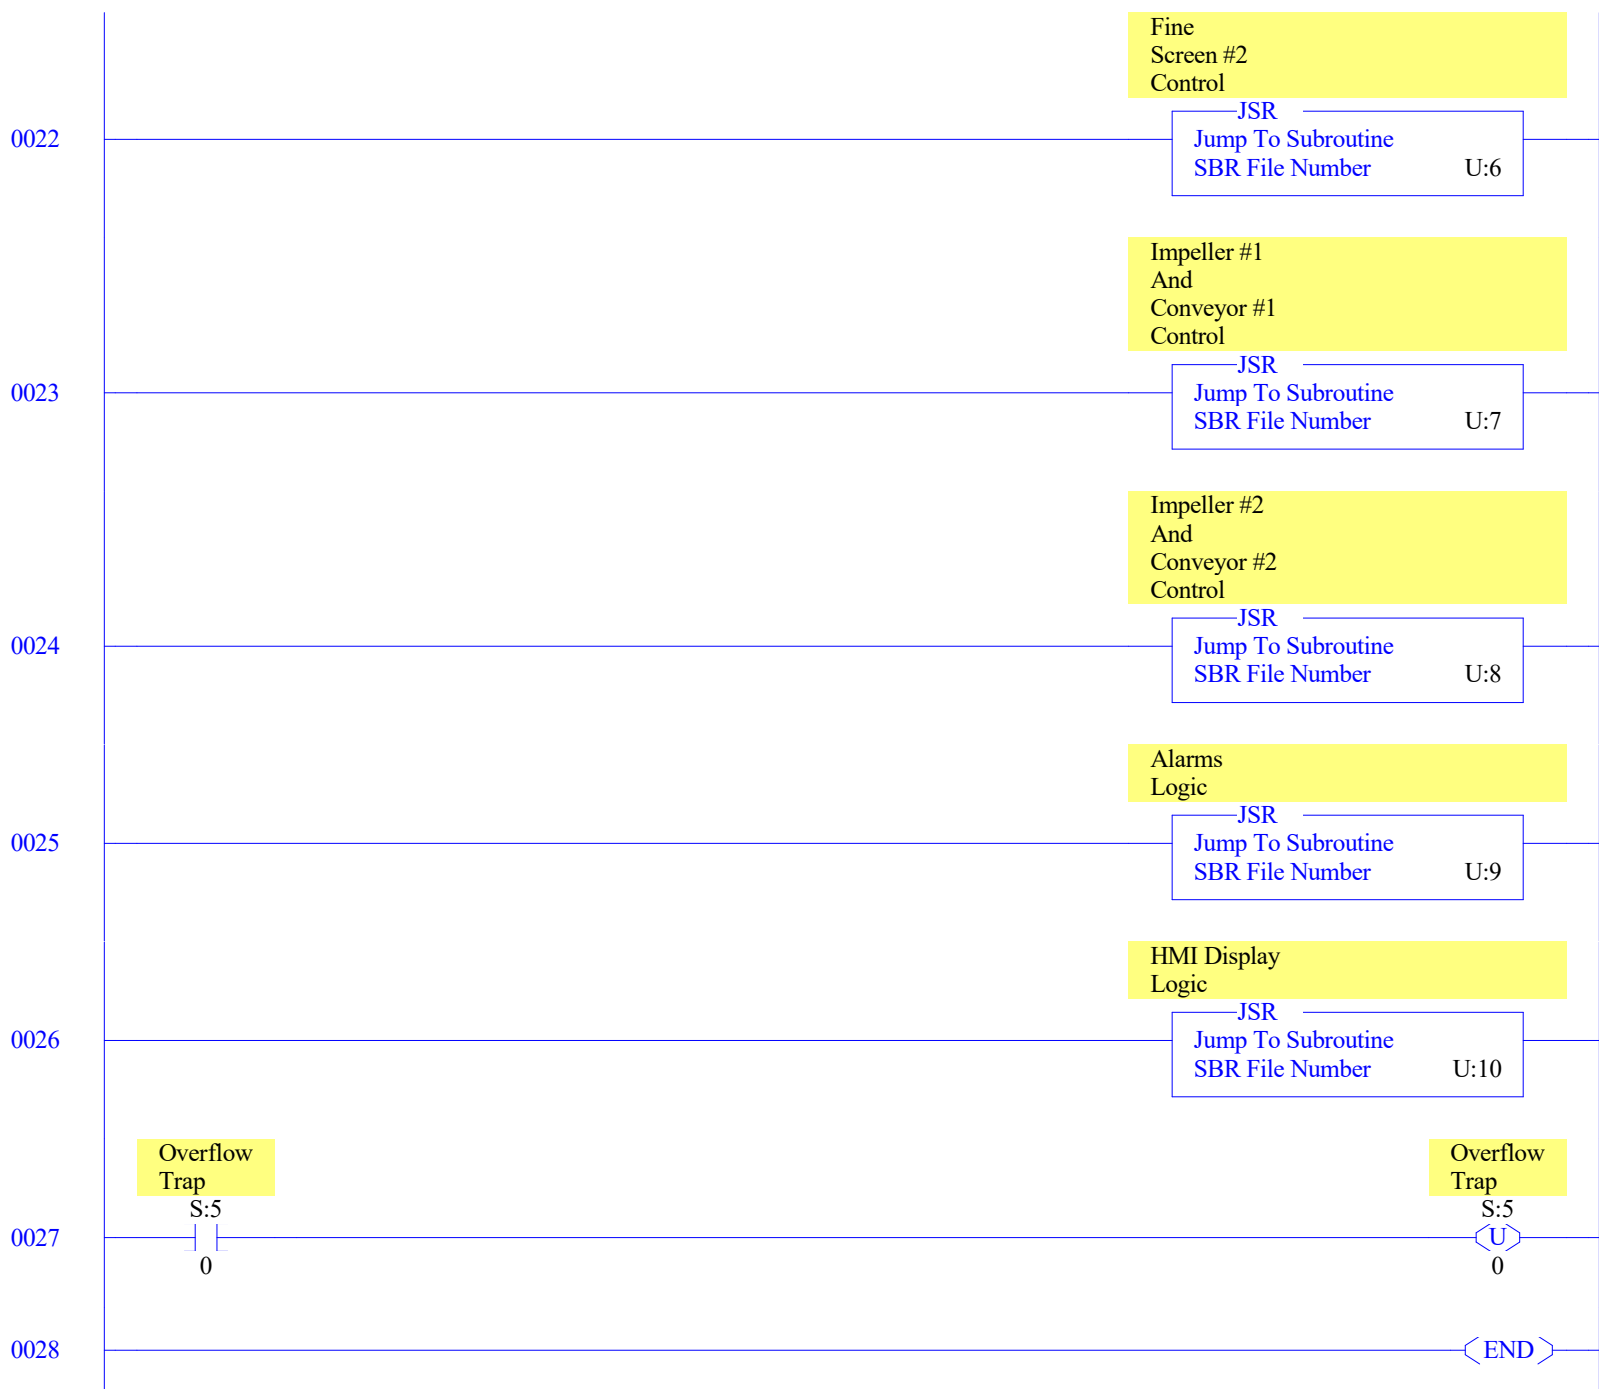 Fine
Screen #2
Control
JSR
0022
Jump To Subroutine
SBR File Number U:6
Impeller #1
And
Conveyor #1
Control
JSR
0023
Jump To Subroutine
SBR File Number U:7
Impeller #2
And
Conveyor #2
Control
JSR
0024
Jump To Subroutine
SBR File Number U:8
Alarms
Logic
JSR
0025
Jump To Subroutine
SBR File Number U:9
HMI Display
Logic
JSR
0026
Jump To Subroutine
SBR File Number U:10
Overflow
Trap
S:5
0
Overflow
Trap
S:5
0027
U
0
0028
END